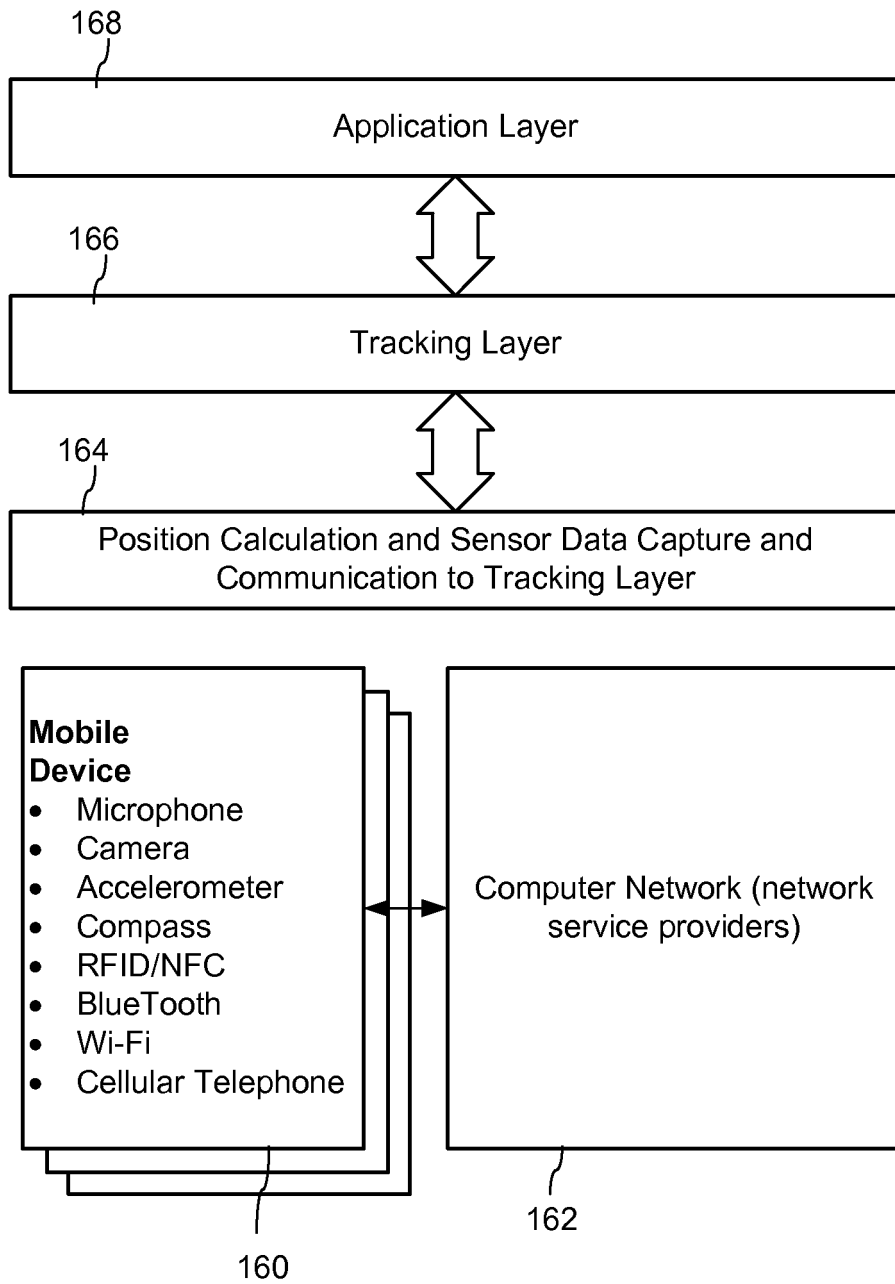 168
Application Layer
166
Tracking Layer
164
Position Calculation and Sensor Data Capture and
Communication to Tracking Layer
Mobile
Device
• Microphone
• Camera
• Accelerometer
• Compass
• RFID/NFC
• BlueTooth
• Wi-Fi
• Cellular Telephone
Computer Network (network
service providers)
162
160